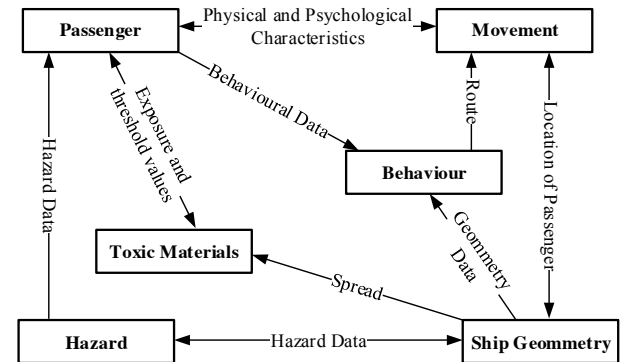 Passenger
Physical and Psychological
Characteristics
Movement
Behavioural Data
Exposure and
threshold values
Hazard Data
Route
Location of Passenger
Behaviour
Toxic Materials
Geommetry
Data
Spread
Hazard
Hazard Data
Ship Geommetry